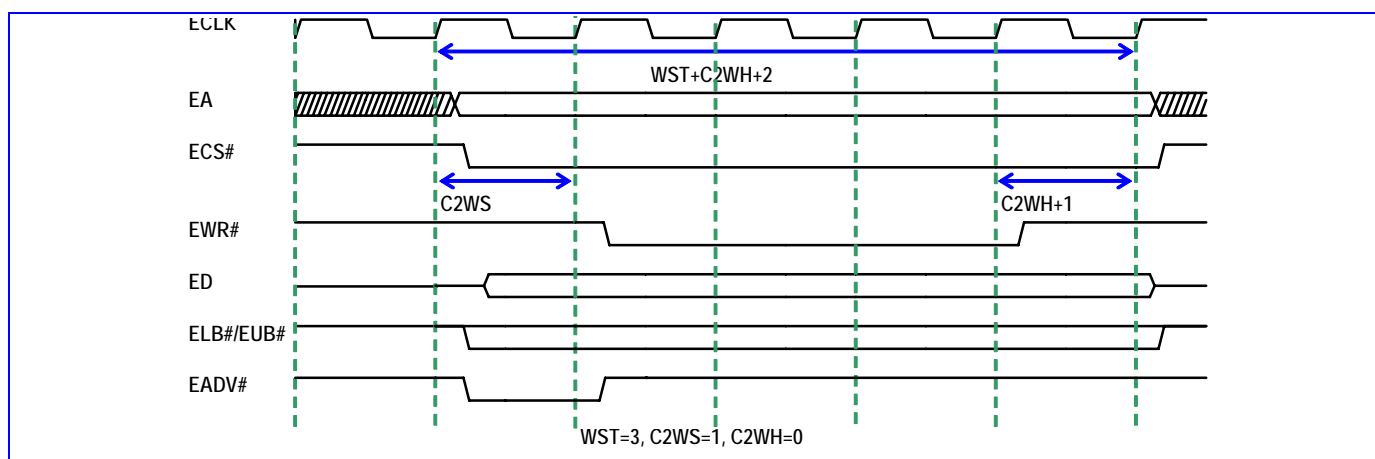 ECLK
WST+C2WH+2
EA
ECS#
C2WS
C2WH+1
EWR#
ED
ELB#/EUB#
EADV#
WST=3, C2WS=1, C2WH=0